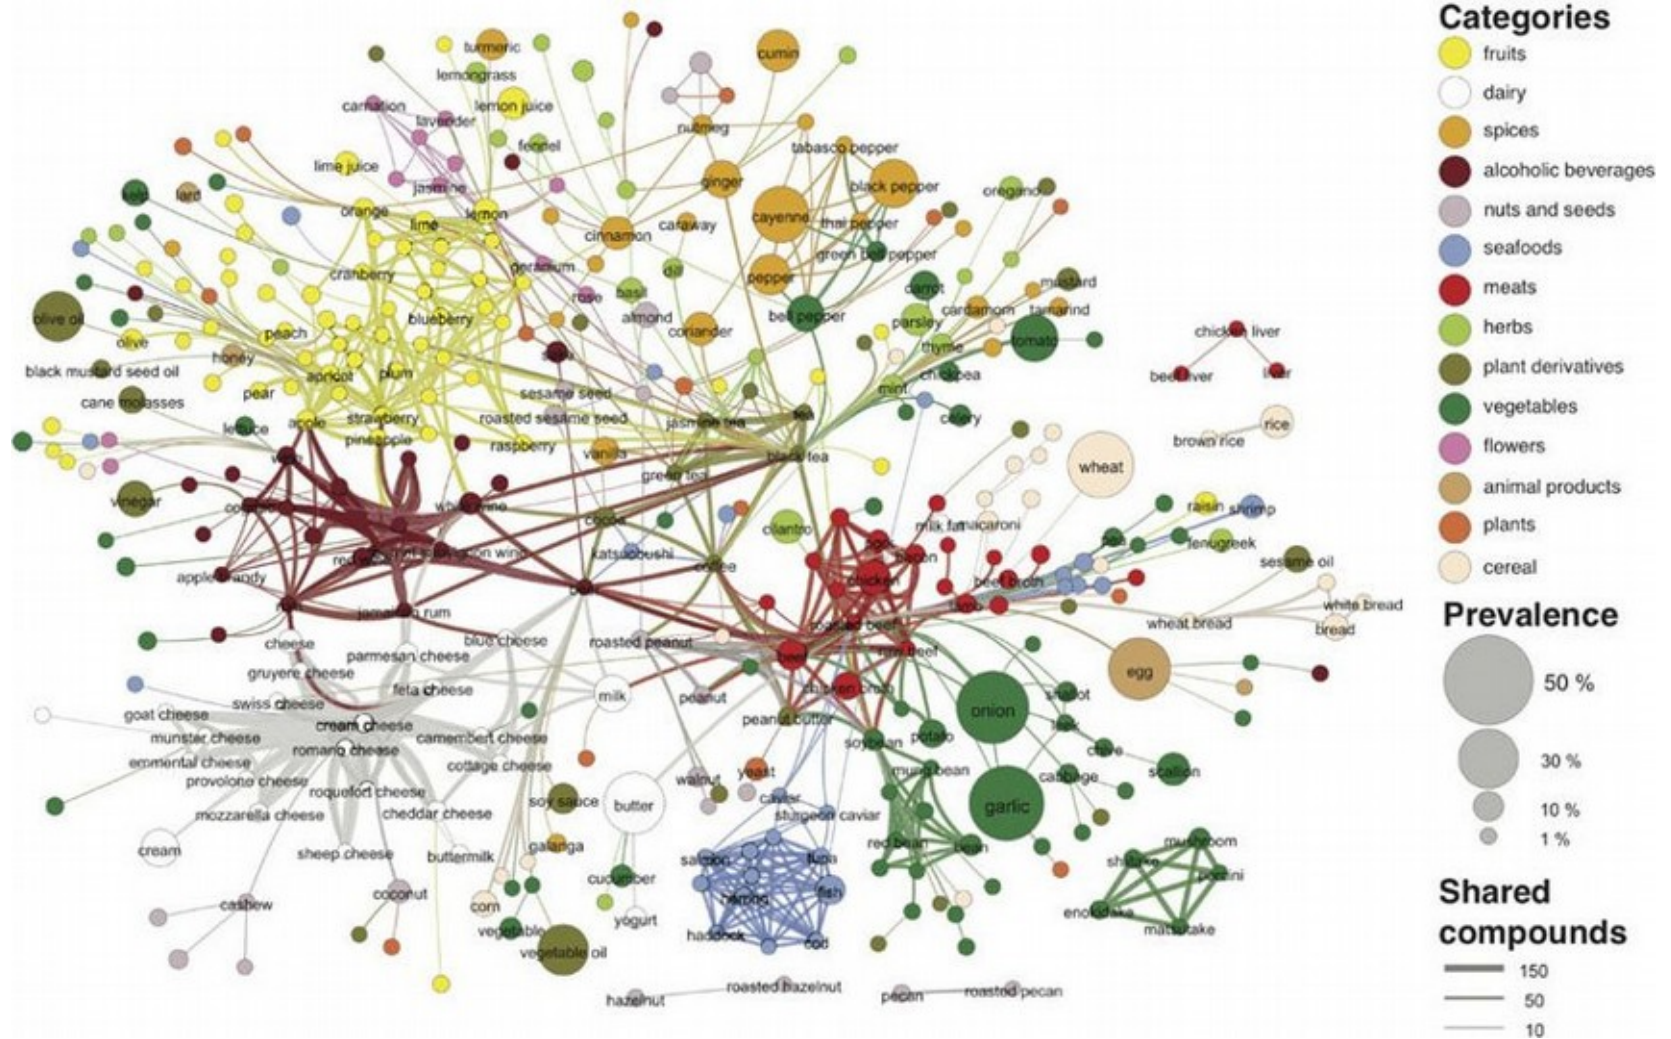 Categories
fruits
dairy
spices
alcoholic beverages
nuts and seeds
seafoods
meats
herbs
plant derivatives
vegetables
flowers
animal products
plants
cereal
Prevalence
50 %
30 %
10 %
1 %
Shared
compounds
150
50
10
turmeric
cumin
lemongrass
carnation
lemon juice
lavender
nutmeg
fennel
tabasco pepper
lime juice
ginger
black pepper
kelp
lard
jasmine
oregano
orange
lemon
cayenne
lime
thai pepper
caraway
cinnamon
green bell pepper
geranium
cranberry
dill
pepper
mustard
carrot
rose
basil
cardamom
tamarind
olive oil
blueberry
almond
bell pepper
parsley
peach
coriander
chicken liver
olive
tomato
thyme
honey
black mustard seed oil
apricot
plum
chickpea
beef liver
liver
pear
sesame seed
mint
cane molasses
apple
strawberry
roasted sesame seed
jasmine tea
tea
celery
lettuce
rice
pineapple
raspberry
brown rice
vanilla
black tea
green tea
wheat
vinegar
white wine
raisin
shrimp
cocoa
cilantro
milk fat
macaroni
katsuobushi
pork
bacon
pea
fenugreek
cabernet sauvignon wine
coffee
sesame oil
apple brandy
chicken
beef broth
rum
jamaican rum
lamb
white bread
cheese
blue cheese
roasted peanut
roasted beef
wheat bread
bread
parmesan cheese
beef
raw beef
gruyere cheese
egg
feta cheese
milk
peanut
chicken broth
shallot
swiss cheese
goat cheese
cream cheese
peanut butter
onion
leek
munster cheese
camembert cheese
soybean
potato
romano cheese
chive
emmental cheese
cottage cheese
mung bean
cabbage
scallion
provolone cheese
walnut
yeast
roquefort cheese
soy sauce
butter
caviar
garlic
mozzarella cheese
cheddar cheese
sturgeon caviar
cream
sheep cheese
buttermilk
galanga
salmon
tuna
red bean
bean
mushroom
shiitake
cucumber
porcini
coconut
herring
fish
cashew
corn
yogurt
enokidake
vegetable
haddock
cod
matsutake
vegetable oil
hazelnut
roasted hazelnut
pecan
roasted pecan